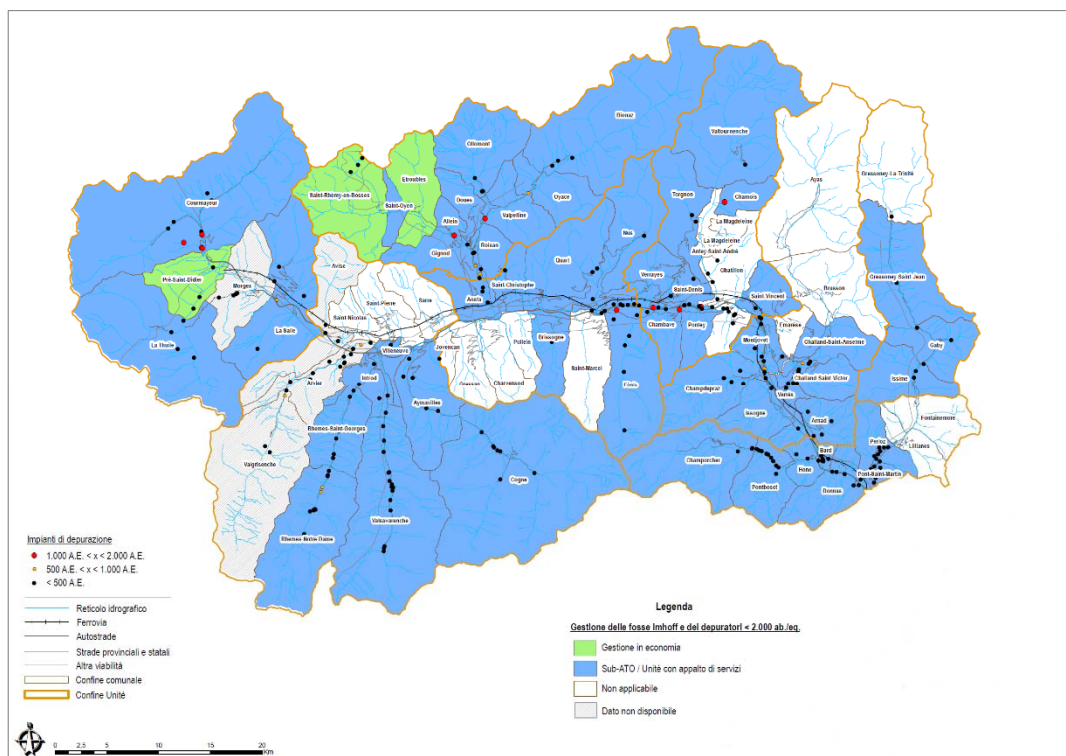 Bionaz
Ollomont
Valtournenche
Etroubles
Gressoney-La Trinité
Saint-Rhémy-en-Bosses
Ayas
Doues
Oyace
Torgnon
Chamois
Courmayeur
Saint-Oyen
Allein
Valpelline
La Magdeleine
Nus
La Magdeleine
Gignod
Roisan
Antey-Saint-André
Avise
Quart
Chatillon
Gressoney Saint Jean
Pré-Saint-Didier
Verrayes
Morgex
Saint Christophe
Brusson
Saint-Pierre
Sarre
Aosta
Saint-Denis
Saint Vincent
Saint Nicolas
Chambave
Pontey
Emarèse
La Salle
Brissogne
Montjovet
Challand-Saint-Anselme
Villeneuve
Jovençan
Pollein
Gaby
La Thuile
Saint-Marcel
Arvier
Introd
Charvensod
Fénis
Challand Saint Victor
Issime
Champdepraz
Aymavilles
Verrès
Issogne
Fontainemore
Rhemes-Saint-Georges
Arnad
Perloz
Lillianes
Valgrisenche
Bard
Champorcher
Hone
Pont-Saint-Martin
Cogne
Pontboset
Donnas
Valsavarenche
Rhemes-Notre-Dame
Impianti di depurazione
1.000 A.E. < x < 2.000 A.E.
500 A.E. < x < 1.000 A.E.
< 500 A.E.
Reticolo idrografico
Ferrovia
Autostrade
Strade provinciali e statali
Altra viabilità
Confine comunale
Confine Unité
Legenda
Gestione delle fosse Imhoff e dei depuratori < 2.000 ab./eq.
Gestione in economia
Sub-ATO / Unité con appalto di servizi
Non applicabile
Dato non disponibile
0 2,5 5 10 15 20
Km